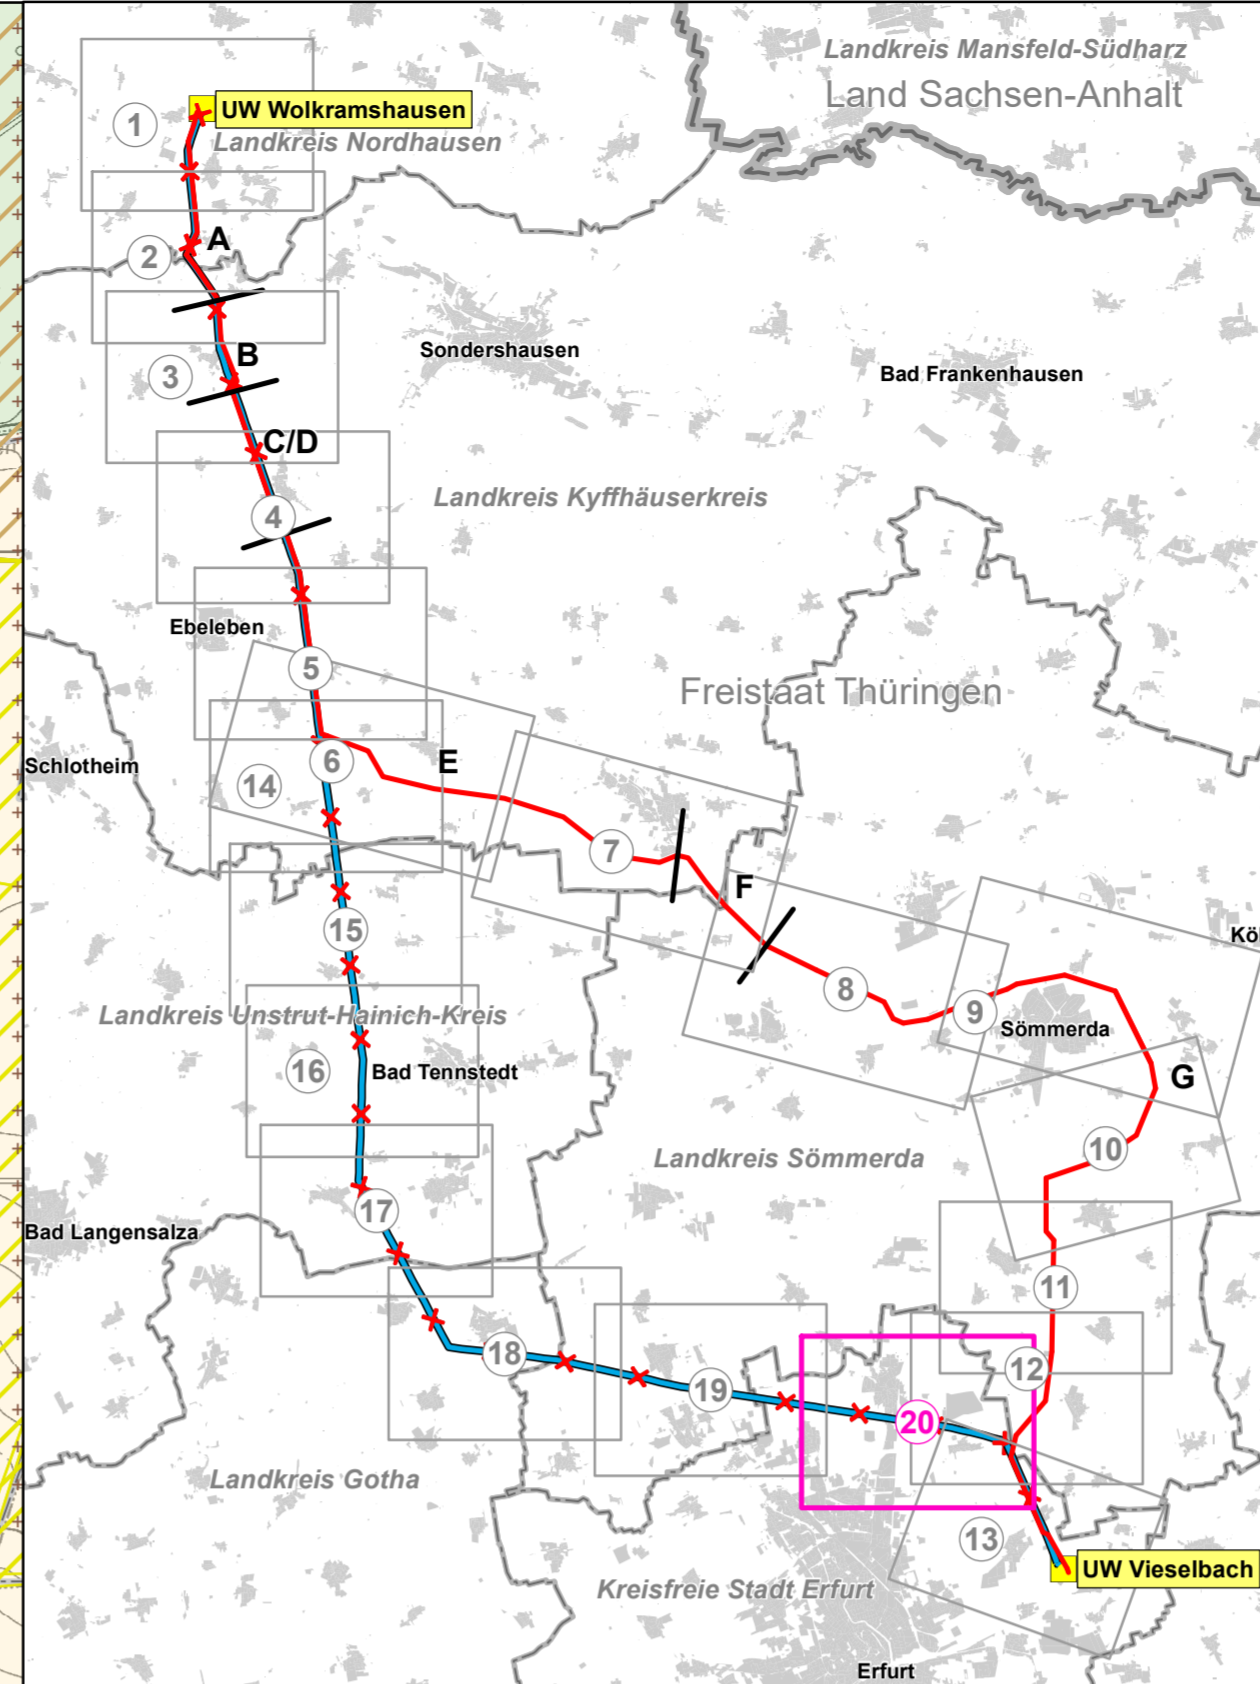 Landkreis Mansfeld-Südharz
Land Sachsen-Anhalt
UW Wolkramshausen
1
Landkreis Nordhausen
A
2
Sondershausen
B
3
Bad Frankenhausen
C/D
Landkreis Kyffhäuserkreis
4
Ebeleben
5
Freistaat Thüringen
Schlotheim
6
E
14
7
F
15
Kö
8
9
Landkreis Unstrut-Hainich-Kreis
Sömmerda
16
Bad Tennstedt
G
10
Landkreis Sömmerda
17
Bad Langensalza
11
18
12
19
20
Landkreis Gotha
13
UW Vieselbach
Kreisfreie Stadt Erfurt
Erfurt